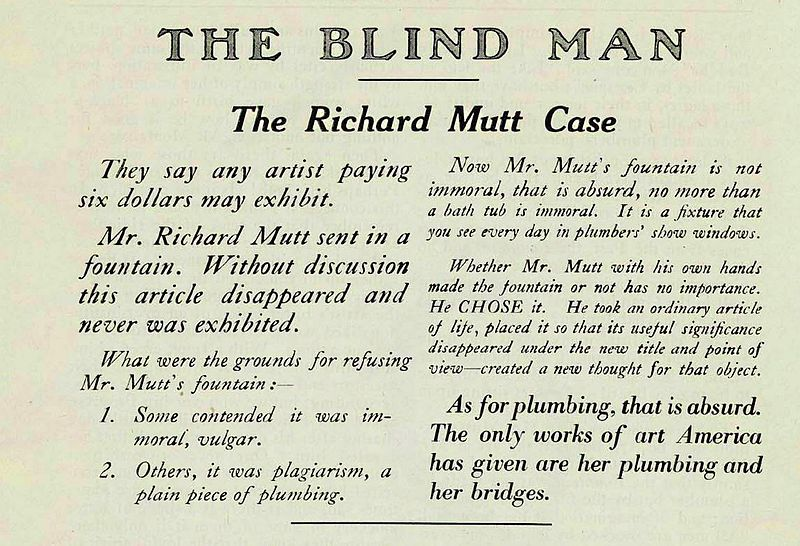 THE BLIND MAN
The Richard Mutt Case
They say any artist paying
six dollars may exhibit.
Mr. Richard Mutt sent in a
fountain. Without discussion
this article disappeared and
never was exhibited.
What were the grounds for refusing
Mr. Mutt's fountain:—
1. Some contended it was im-
moral, vulgar.
2. Others, it was plagiarism, a
plain piece of plumbing.
Now Mr. Mutt's fountain is not
immoral, that is absurd, no more than
a bath tub is immoral. It is a fixture that
you see every day in plumbers' show windows.
Whether Mr. Mutt with his own hands
made the fountain or not has no importance.
He CHOSE it. He took an ordinary article
of life, placed it so that its useful significance
disappeared under the new title and point of
view—created a new thought for that object.
As for plumbing, that is absurd.
The only works of art America
has given are her plumbing and
her bridges.